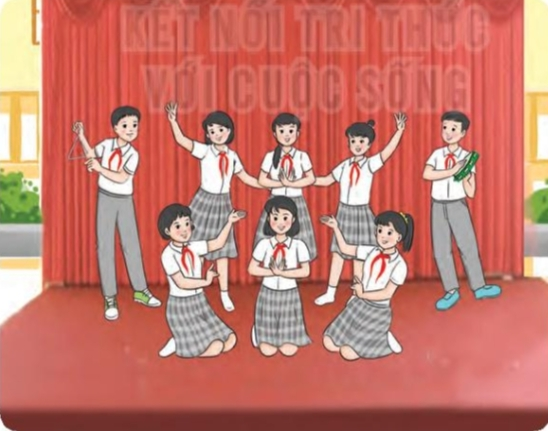 KẾT NỐI TRI THỨC
VỚI CUỘC SỐNG